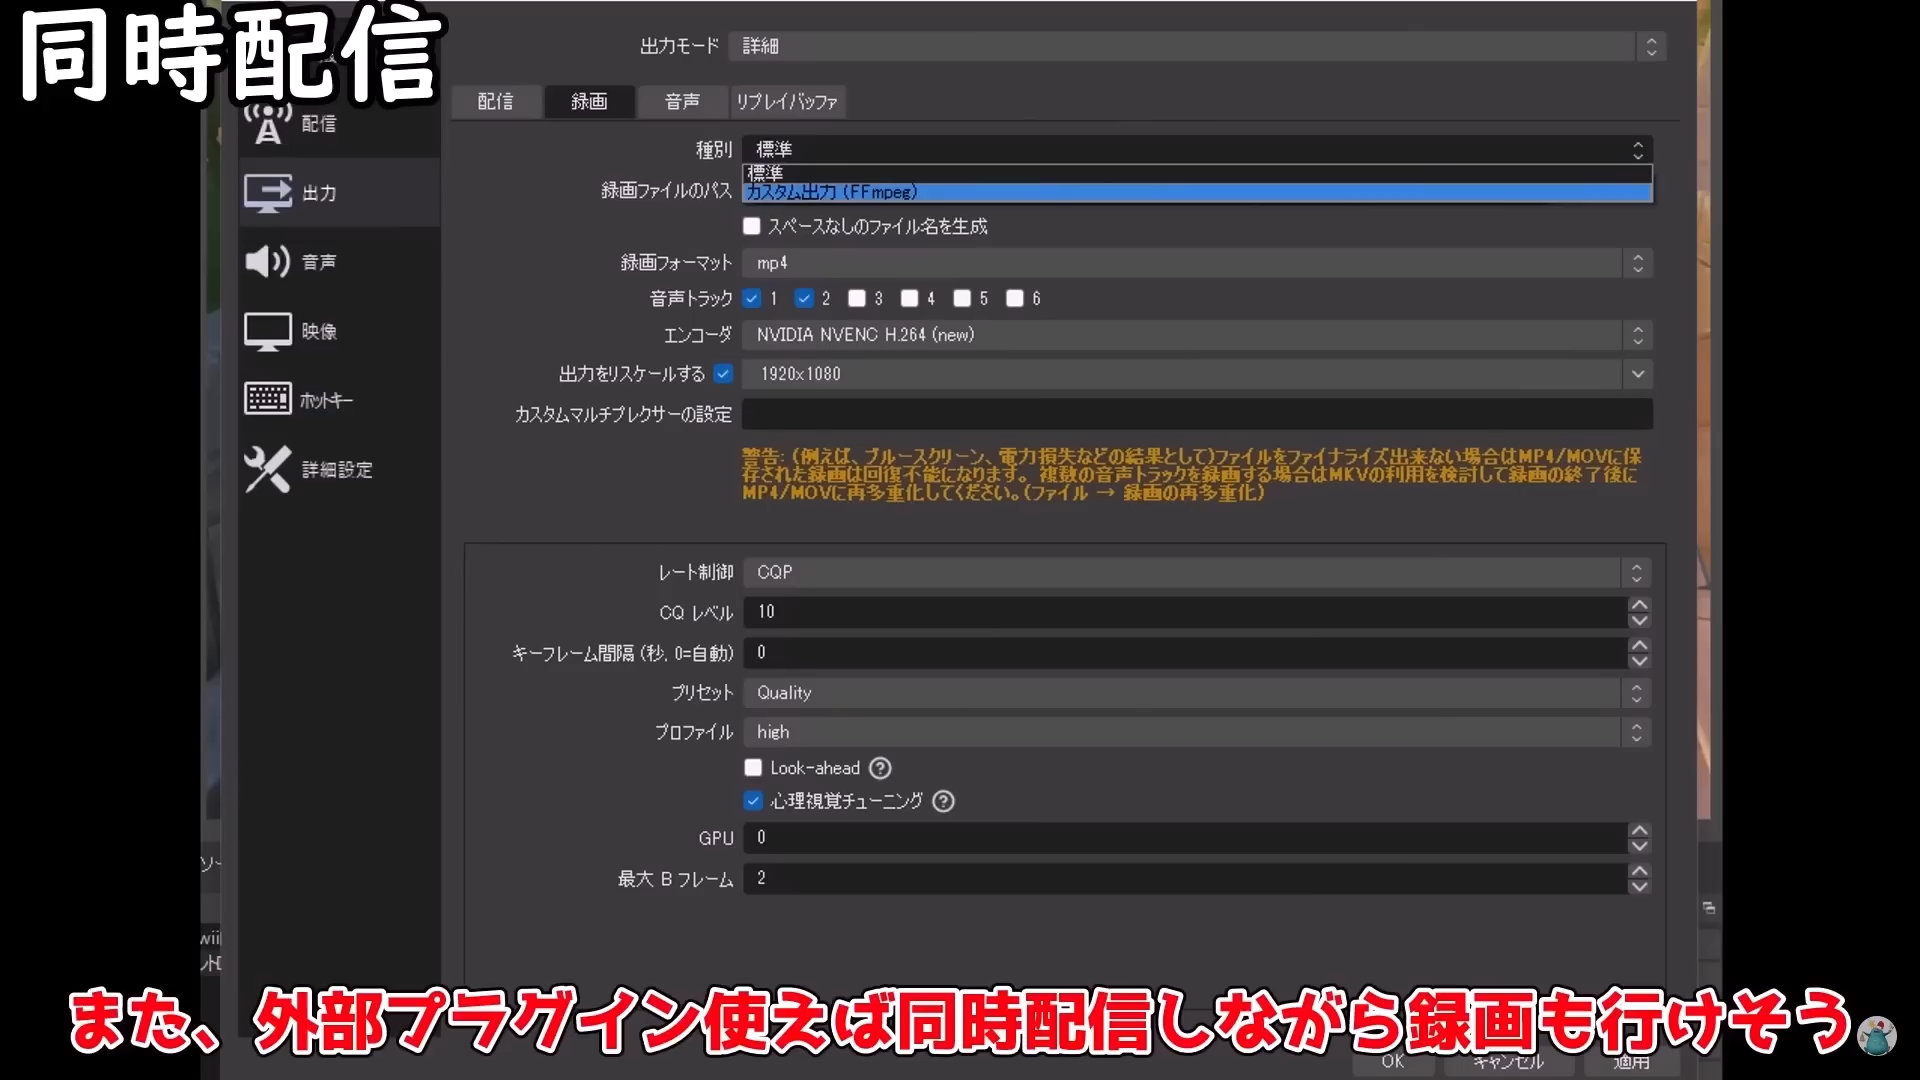 同時配信
出力モード 詳細
配信 録画 音声 リプレイバッファ
配信
出力
音声
映像
ホットキー
詳細設定
種別 標準
標準
録画ファイルのパス カスタム出力 (FFmpeg)
スペースなしのファイル名を生成
録画フォーマット mp4
音声トラック 1 2 3 4 5 6
エンコーダ NVIDIA NVENC H.264 (new)
出力をリスケールする 1920x1080
カスタムマルチプレクサーの設定
警告: (例えば、ブルースクリーン、電力損失などの結果として)ファイルをファイナライズ出来ない場合はMP4/MOVに保
存された録画は回復不能になります。 複数の音声トラックを録画する場合はMKVの利用を検討して録画の終了後に
MP4/MOVに再多重化してください。(ファイル → 録画の再多重化)
レート制御 CQP
CQ レベル 10
キーフレーム間隔 (秒, 0=自動) 0
プリセット Quality
プロファイル high
Look-ahead
心理視覚チューニング
GPU 0
最大 B フレーム 2
また、外部プラグイン使えば同時配信しながら録画も行けそう
OK キャンセル 適用